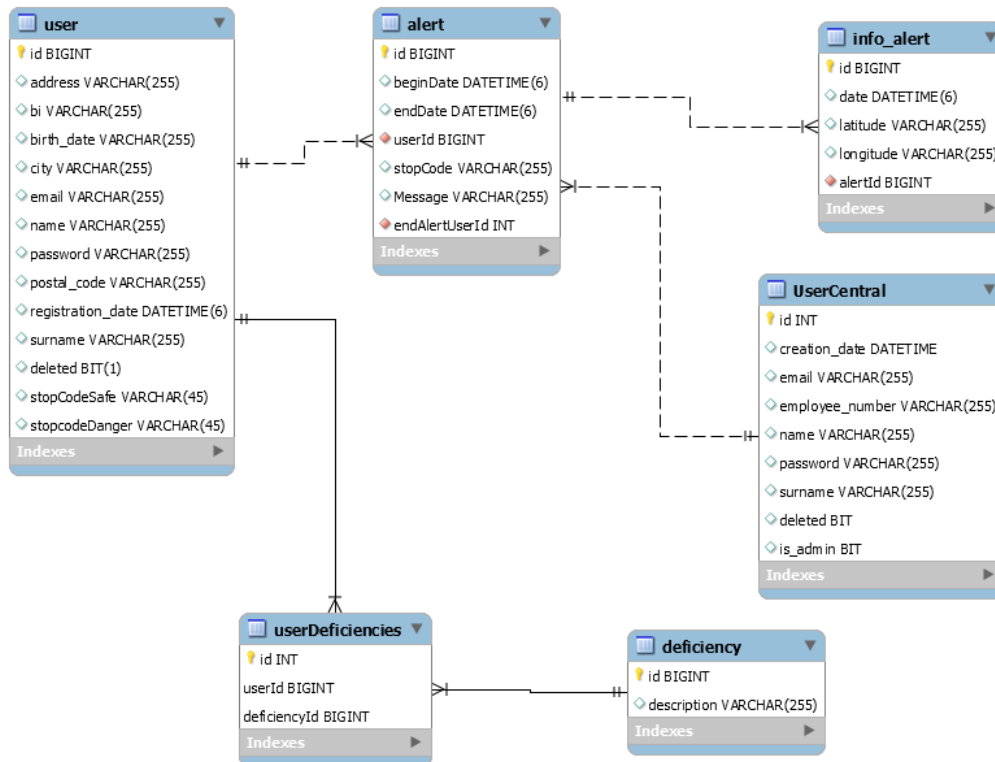 user
id BIGINT
address VARCHAR(255)
bi VARCHAR(255)
birth_date VARCHAR(255)
city VARCHAR(255)
email VARCHAR(255)
name VARCHAR(255)
password VARCHAR(255)
postal_code VARCHAR(255)
registration_date DATETIME(6)
surname VARCHAR(255)
deleted BIT(1)
stopCodeSafe VARCHAR(45)
stopcodeDanger VARCHAR(45)
Indexes
alert
id BIGINT
beginDate DATETIME(6)
endDate DATETIME(6)
userId BIGINT
stopCode VARCHAR(255)
Message VARCHAR(255)
endAlertUserId INT
Indexes
info_alert
id BIGINT
date DATETIME(6)
latitude VARCHAR(255)
longitude VARCHAR(255)
alertId BIGINT
Indexes
UserCentral
id INT
creation_date DATETIME
email VARCHAR(255)
employee_number VARCHAR(255)
name VARCHAR(255)
password VARCHAR(255)
surname VARCHAR(255)
deleted BIT
is_admin BIT
Indexes
userDeficiencies
id INT
userId BIGINT
deficiencyId BIGINT
Indexes
deficiency
id BIGINT
description VARCHAR(255)
Indexes